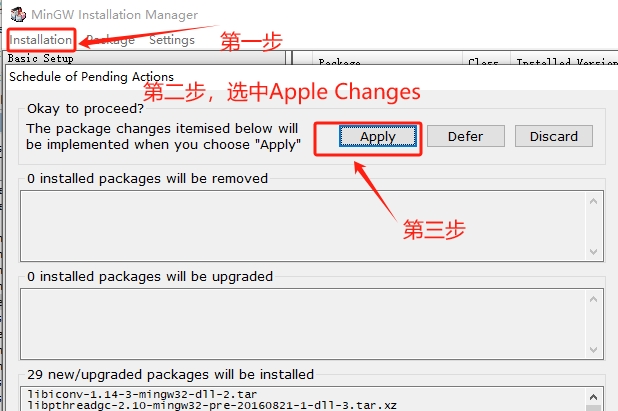 MinGW Installation Manager
Installation Package Settings
第一步
Basic Setup
Package Class Installed Version
Schedule of Pending Actions
第二步，选中Apple Changes
Okay to proceed?
The package changes itemised below will
be implemented when you choose "Apply"
Apply Defer Discard
0 installed packages will be removed
第三步
0 installed packages will be upgraded
29 new/upgraded packages will be installed
libiconv-1.14-3-mingw32-dll-2.tar
libpthreadgc-2.10-mingw32-pre-20160821-1-dll-3.tar.xz